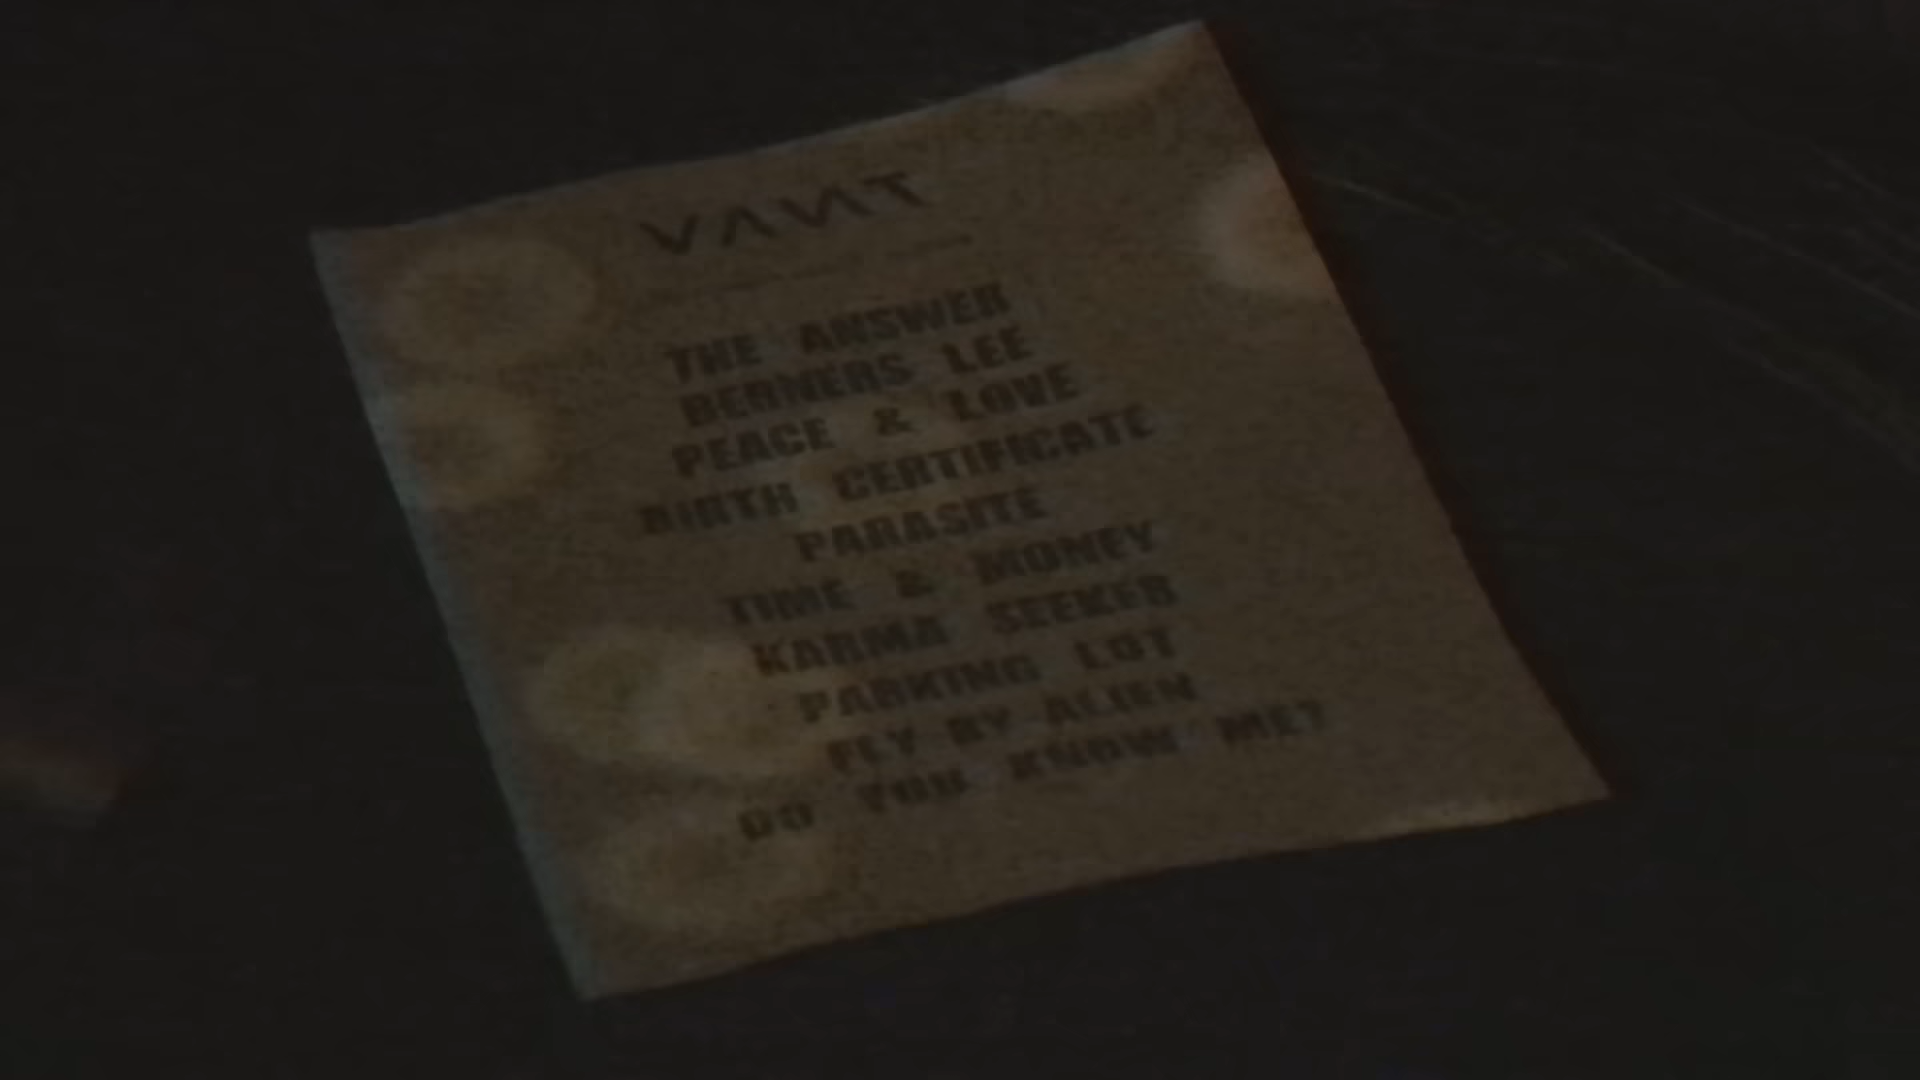 VANT
THE ANSWER
BERNERS LEE
PEACE & LOVE
BIRTH CERTIFICATE
PARASITE
TIME & MONEY
KARMA SEEKER
PARKING LOT
FLY BY ALIEN
DO YOU KNOW ME?